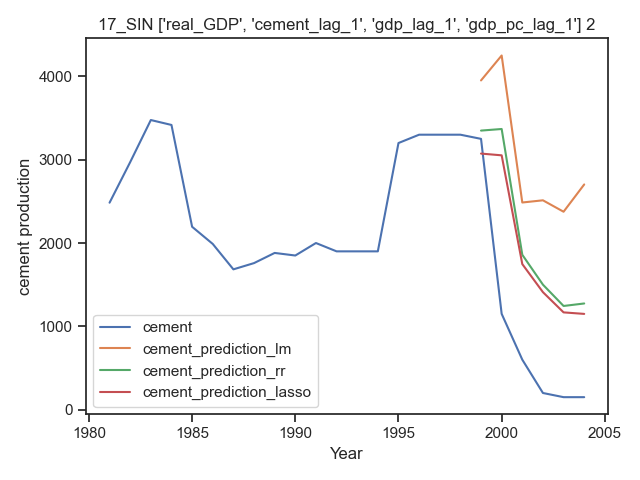 17_SIN ['real_GDP', 'cement_lag_1', 'gdp_lag_1', 'gdp_pc_lag_1'] 2
cement production
4000
3000
2000
1000
0
cement
cement_prediction_lm
cement_prediction_rr
cement_prediction_lasso
1980 1985 1990 1995 2000 2005
Year